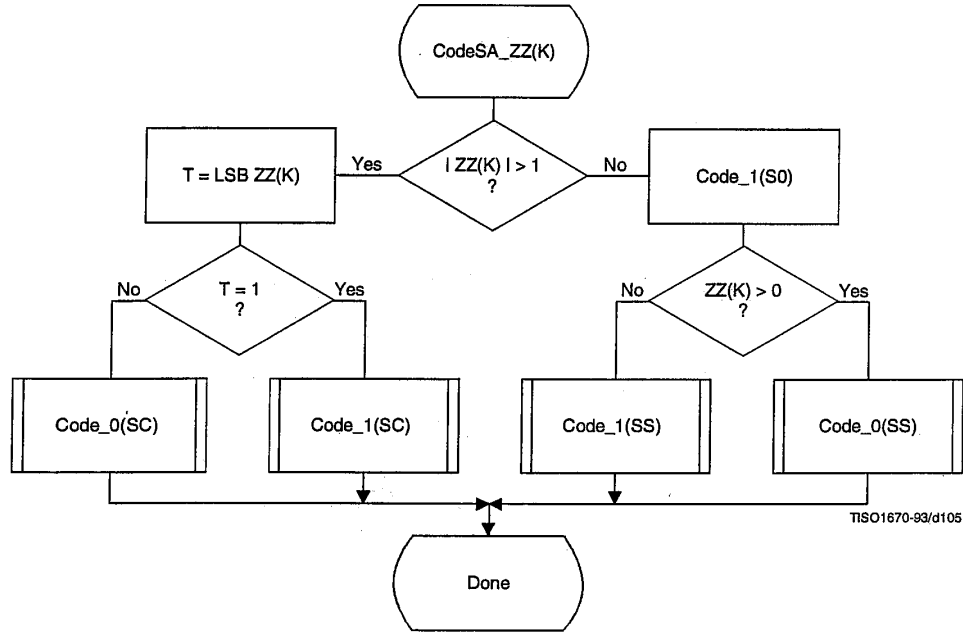 CodeSA_ZZ(K)
T = LSB ZZ(K)
Yes
| ZZ(K) | > 1
?
No
Code_1(S0)
No
T = 1
?
Yes
No
ZZ(K) > 0
?
Yes
Code_0(SC)
Code_1(SC)
Code_1(SS)
Code_0(SS)
TISO1670-93/d105
Done